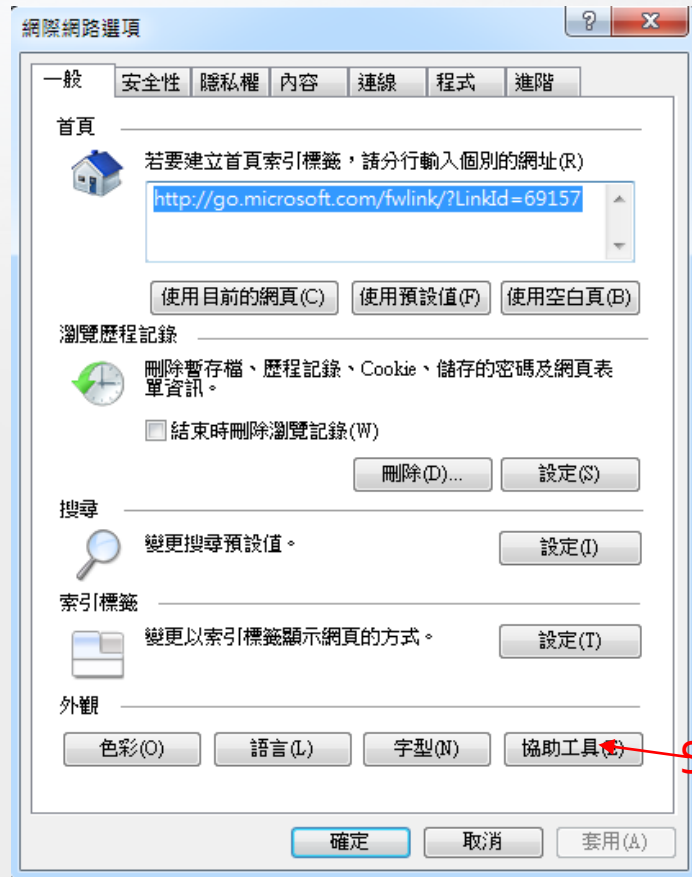 網際網路選項
一般 安全性 隱私權 內容 連線 程式 進階
首頁
若要建立首頁索引標籤，請分行輸入個別的網址(R)
http://go.microsoft.com/fwlink/?LinkId=69157
使用目前的網頁(C) 使用預設值(F) 使用空白頁(B)
瀏覽歷程記錄
刪除暫存檔、歷程記錄、Cookie、儲存的密碼及網頁表
單資訊。
結束時刪除瀏覽記錄(W)
刪除(D)... 設定(S)
搜尋
變更搜尋預設值。 設定(I)
索引標籤
變更以索引標籤顯示網頁的方式。 設定(T)
外觀
色彩(O) 語言(L) 字型(N) 協助工具(E)
確定 取消 套用(A)